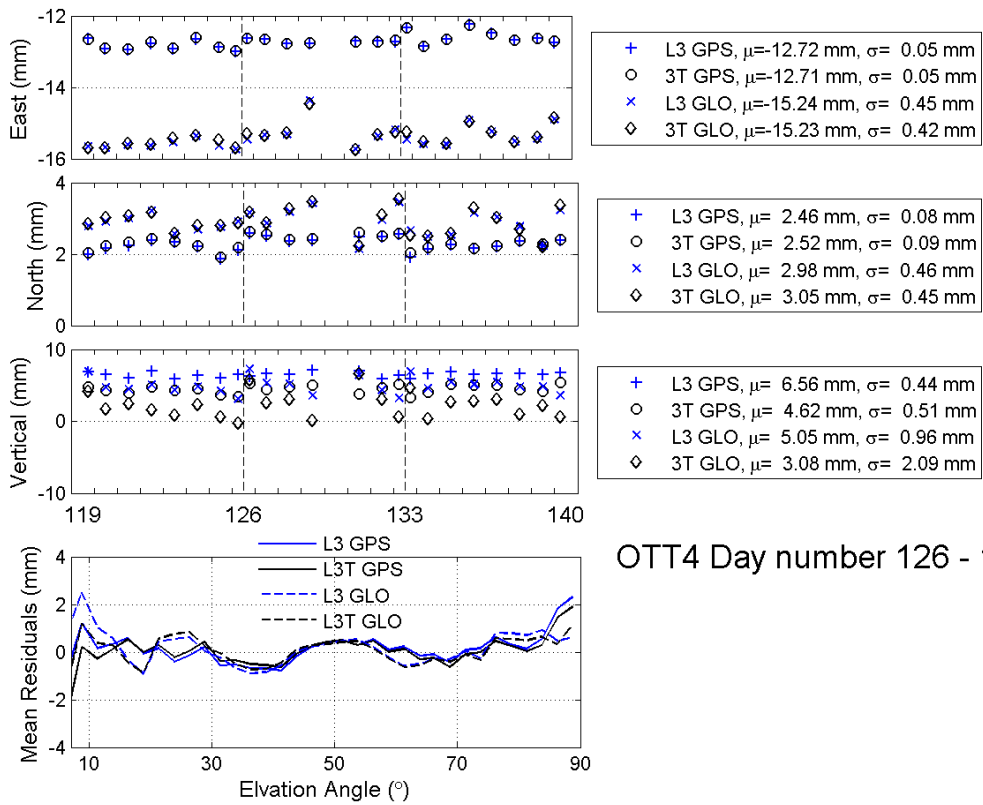 -12
-14
-16
East (mm)
+ L3 GPS, μ=-12.72 mm, σ= 0.05 mm
o 3T GPS, μ=-12.71 mm, σ= 0.05 mm
× L3 GLO, μ=-15.24 mm, σ= 0.45 mm
◇ 3T GLO, μ=-15.23 mm, σ= 0.42 mm
4
2
0
North (mm)
+ L3 GPS, μ= 2.46 mm, σ= 0.08 mm
o 3T GPS, μ= 2.52 mm, σ= 0.09 mm
× L3 GLO, μ= 2.98 mm, σ= 0.46 mm
◇ 3T GLO, μ= 3.05 mm, σ= 0.45 mm
10
0
-10
Vertical (mm)
+ L3 GPS, μ= 6.56 mm, σ= 0.44 mm
o 3T GPS, μ= 4.62 mm, σ= 0.51 mm
× L3 GLO, μ= 5.05 mm, σ= 0.96 mm
◇ 3T GLO, μ= 3.08 mm, σ= 2.09 mm
119 126 133 140
OTT4 Day number 126 -
4
2
0
-2
-4
Mean Residuals (mm)
L3 GPS
L3T GPS
L3 GLO
L3T GLO
10 30 50 70 90
Elvation Angle (°)